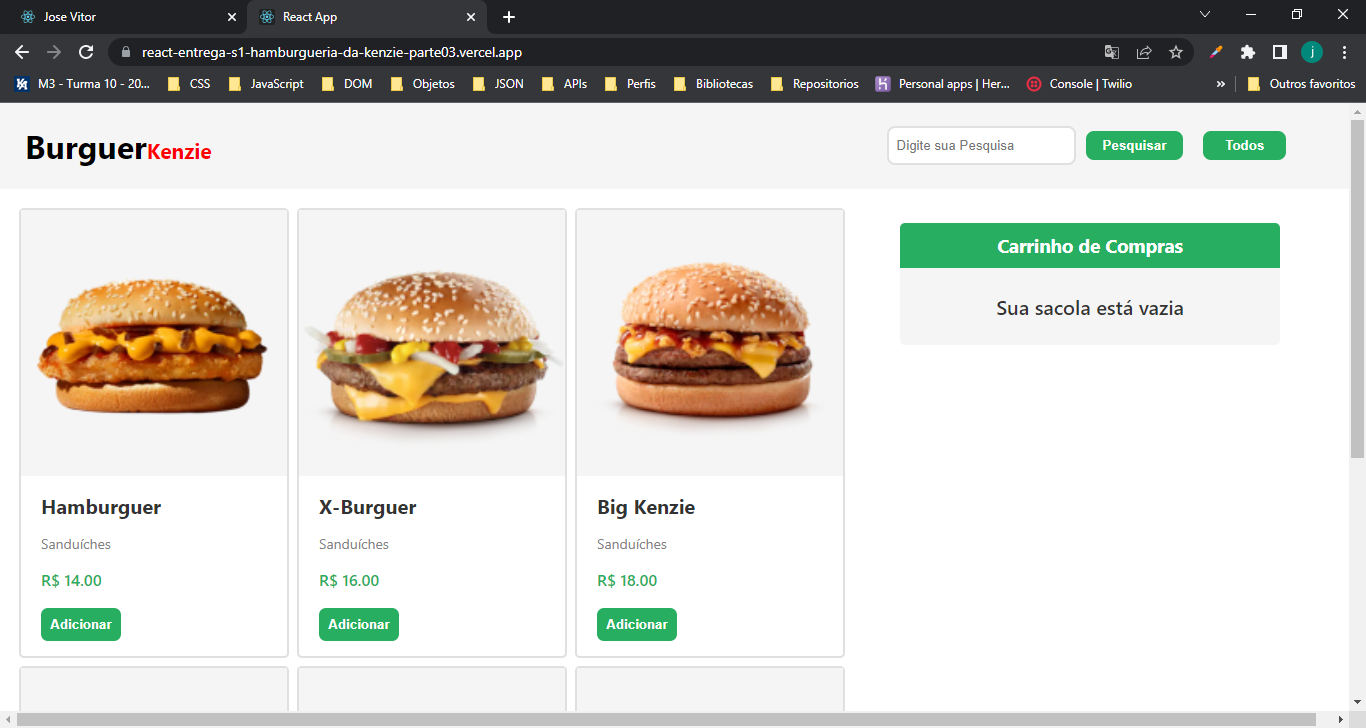 Jose Vitor
React App
react-entrega-s1-hamburgueria-da-kenzie-parte03.vercel.app
j
M3 - Turma 10 - 20... CSS JavaScript DOM Objetos JSON APIs Perfis Bibliotecas Repositorios Personal apps | Her... Console | Twilio » Outros favoritos
BurguerKenzie
Digite sua Pesquisa Pesquisar Todos
Carrinho de Compras
Sua sacola está vazia
Hamburguer X-Burguer Big Kenzie
Sanduíches Sanduíches Sanduíches
R$ 14.00 R$ 16.00 R$ 18.00
Adicionar Adicionar Adicionar